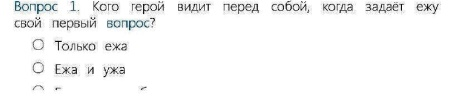 Вопрос 1. Кого герой видит перед собой, когда задаёт ежу
свой первый вопрос?
Только ежа
Ежа и ужа